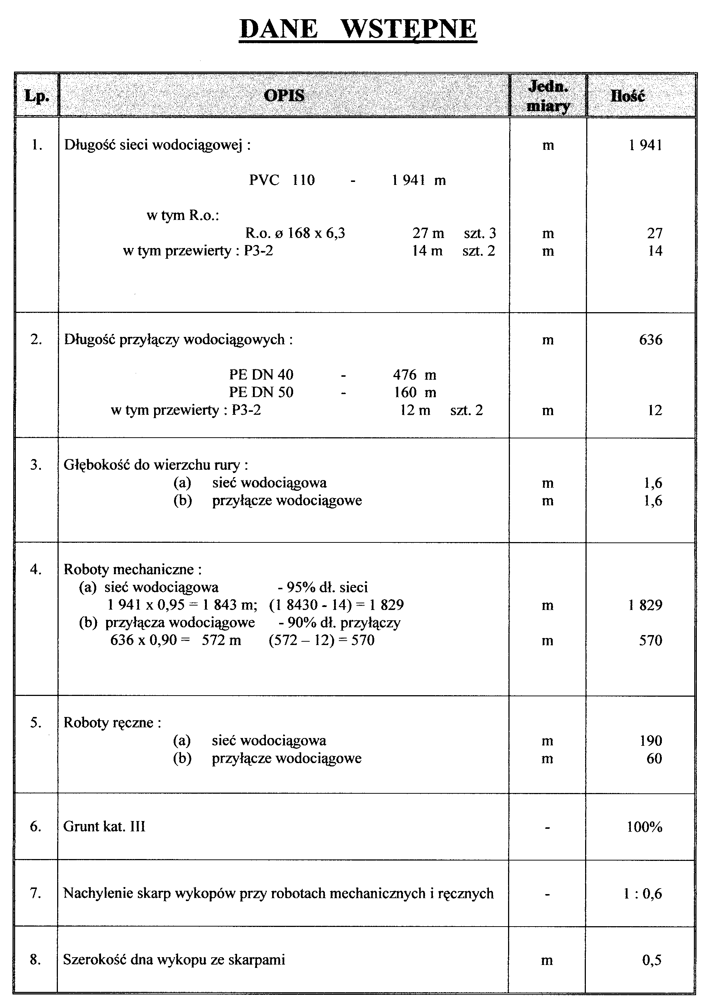 DANE WSTĘPNE
Lp. OPIS Jedn. miary Ilość
1. Długość sieci wodociągowej : m 1 941
PVC 110 - 1 941 m
w tym R.o.:
R.o. ø 168 x 6,3 27 m szt. 3 m 27
w tym przewierty : P3-2 14 m szt. 2 m 14
2. Długość przyłączy wodociągowych : m 636
PE DN 40 - 476 m
PE DN 50 - 160 m
w tym przewierty : P3-2 12 m szt. 2 m 12
3. Głębokość do wierzchu rury :
(a) sieć wodociągowa m 1,6
(b) przyłącze wodociągowe m 1,6
4. Roboty mechaniczne :
(a) sieć wodociągowa - 95% dł. sieci
1 941 x 0,95 = 1 843 m; (1 8430 - 14) = 1 829 m 1 829
(b) przyłącza wodociągowe - 90% dł. przyłączy
636 x 0,90 = 572 m (572 – 12) = 570 m 570
5. Roboty ręczne :
(a) sieć wodociągowa m 190
(b) przyłącze wodociągowe m 60
6. Grunt kat. III - 100%
7. Nachylenie skarp wykopów przy robotach mechanicznych i ręcznych - 1 : 0,6
8. Szerokość dna wykopu ze skarpami m 0,5